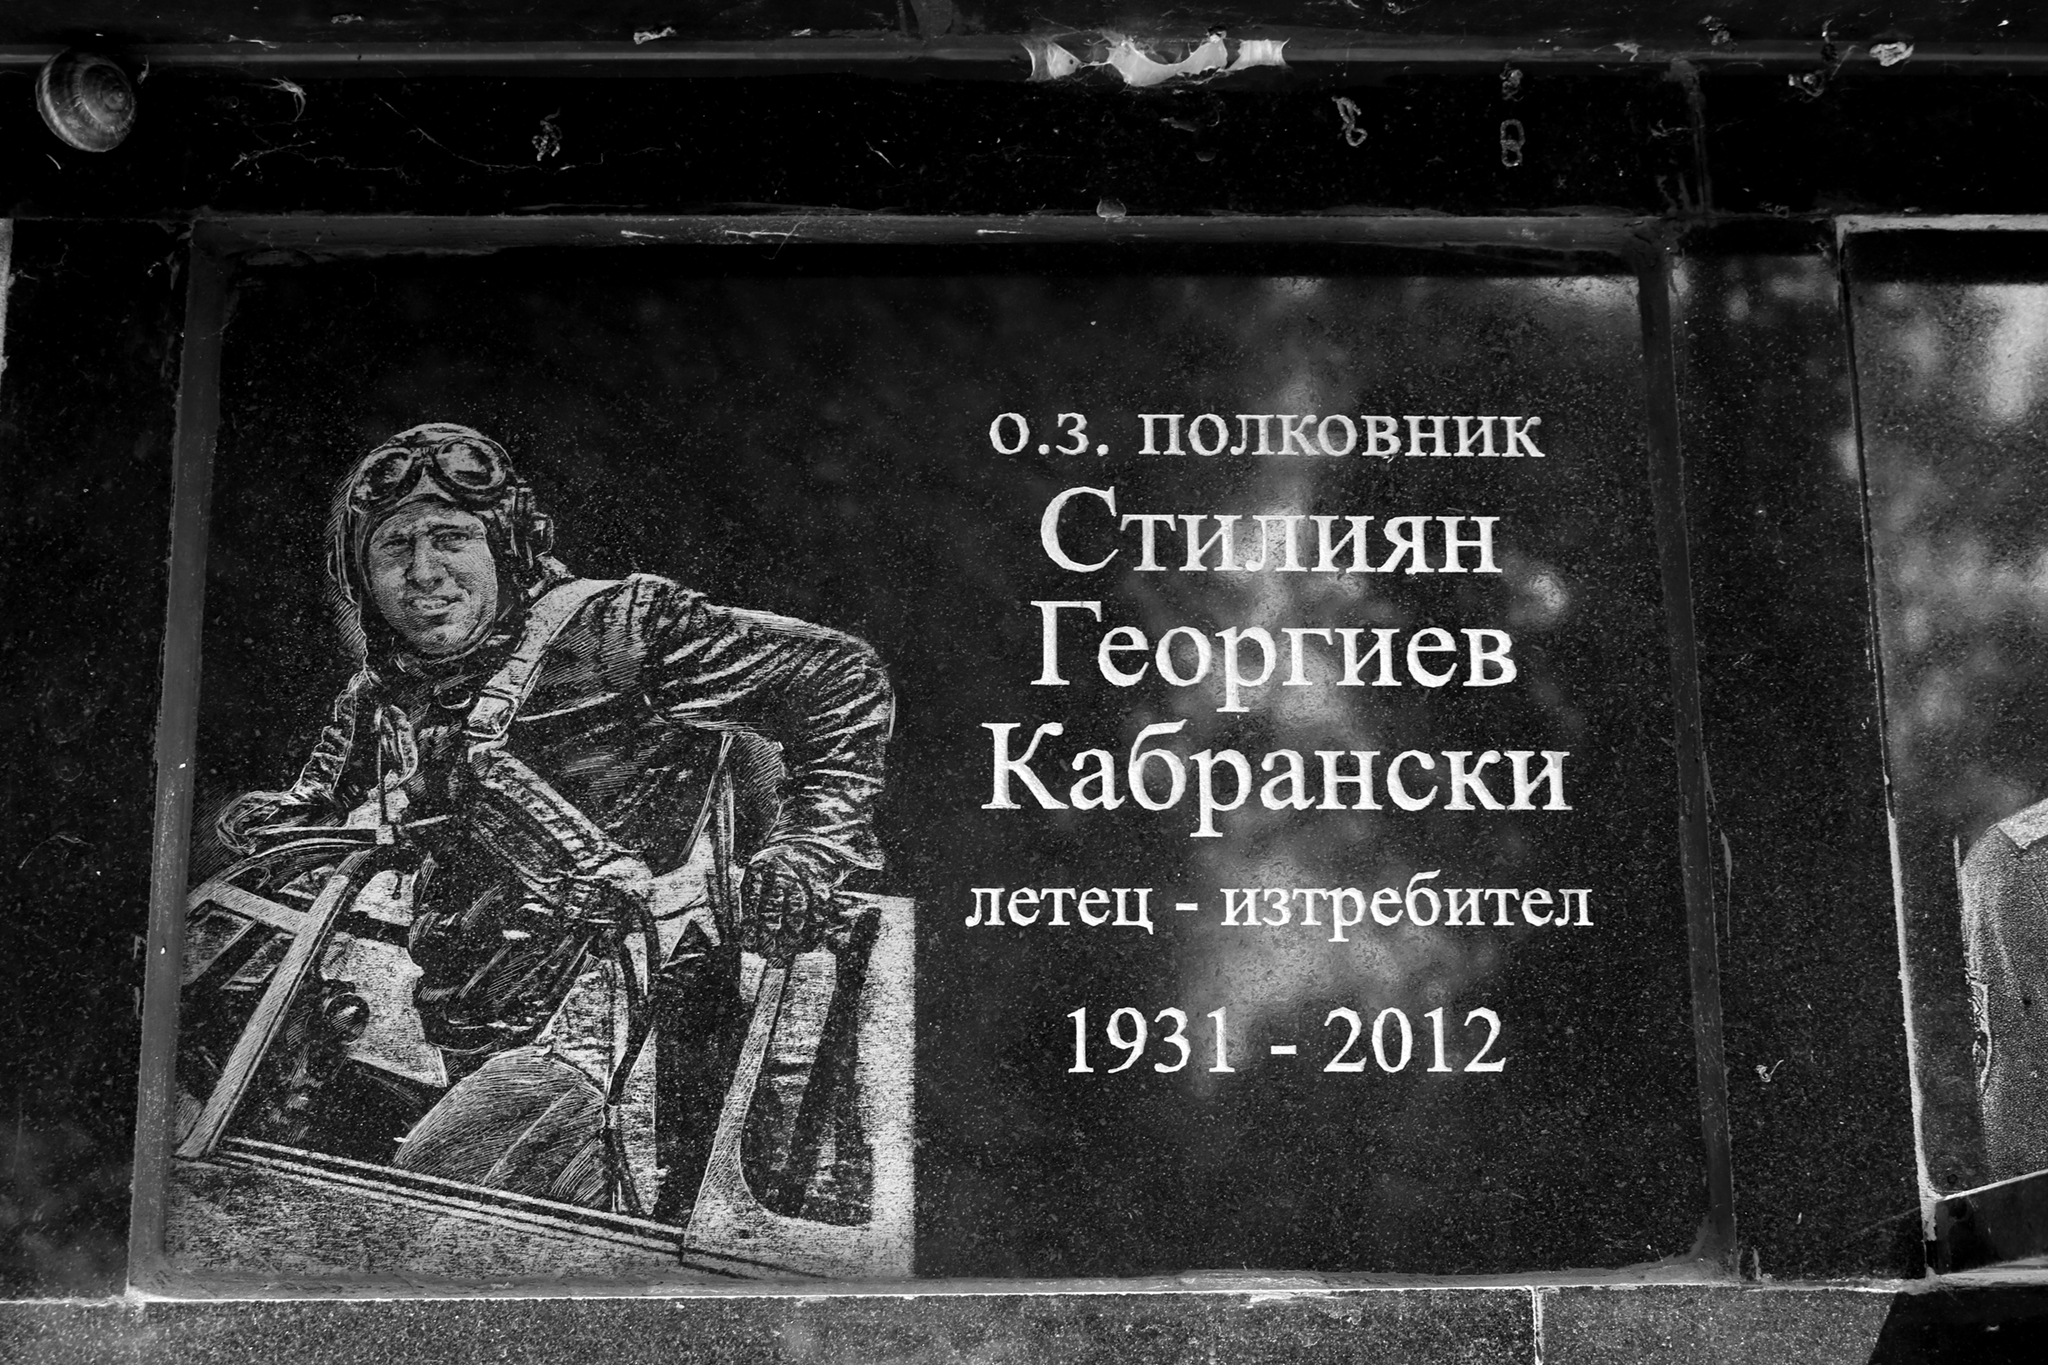 о.з. полковник
Стилиян
Георгиев
Кабрански
летец - изтребител
1931 - 2012